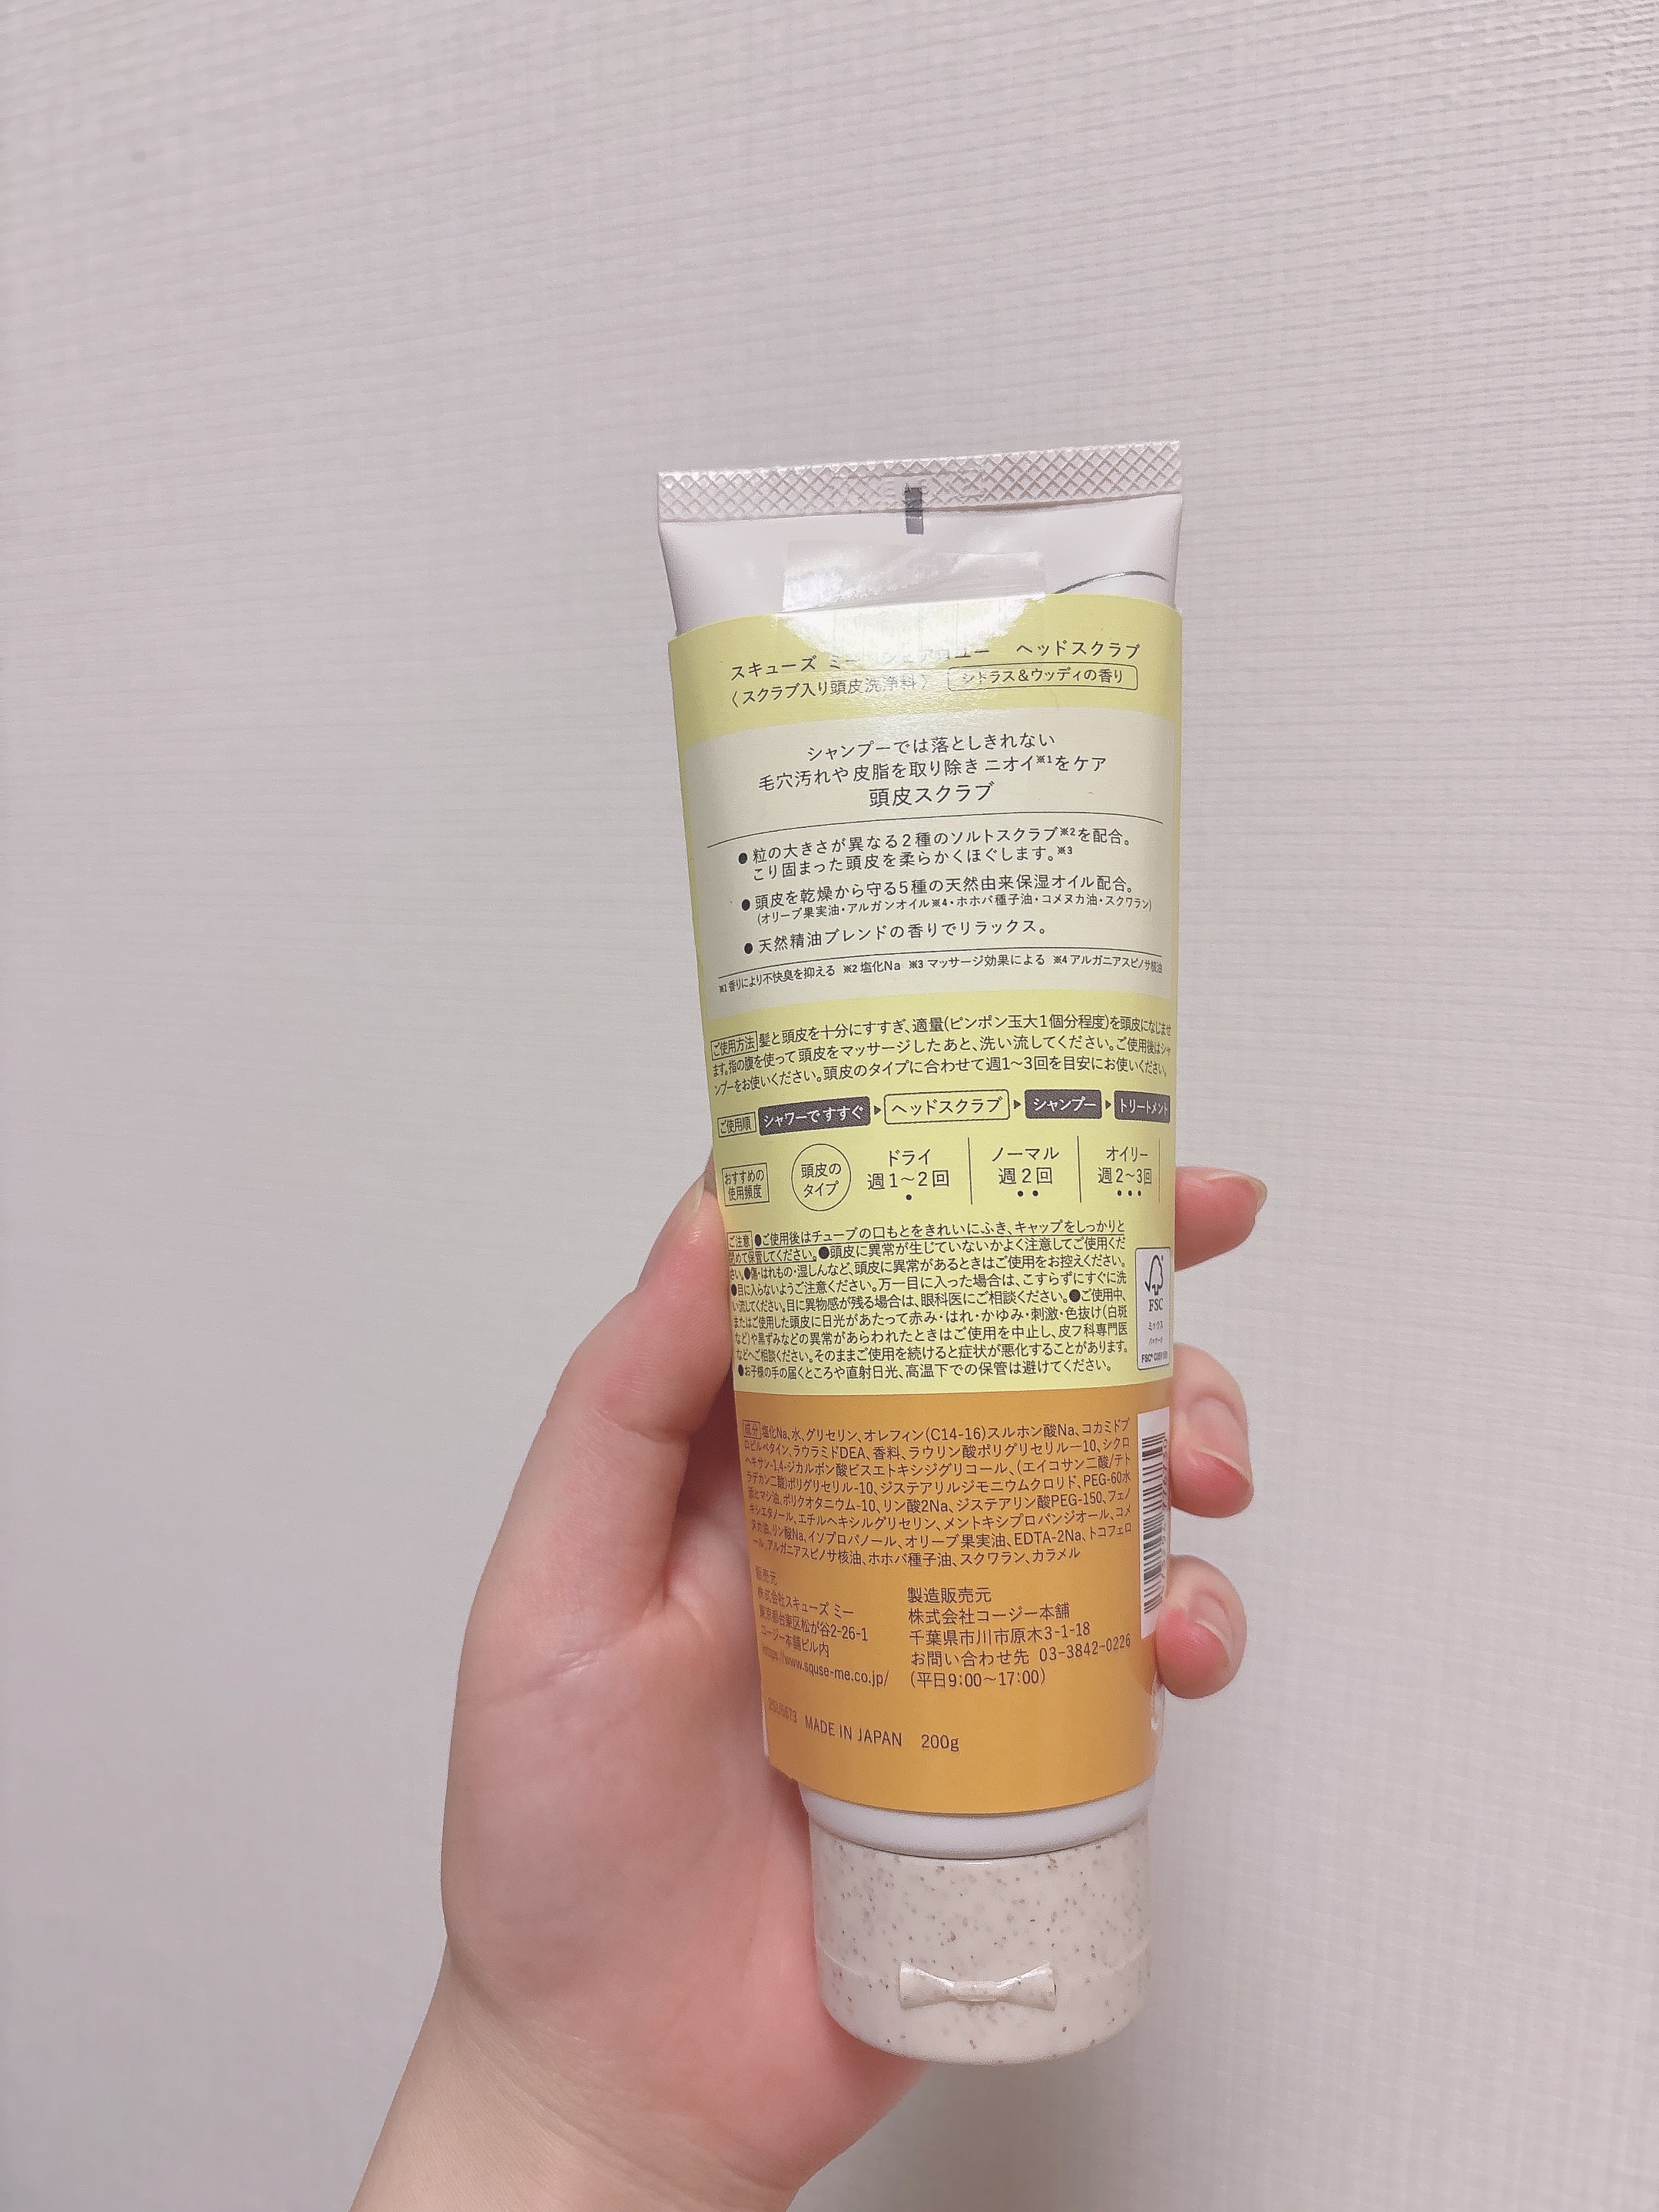 スキューズ ミー ヘッドスクラブ
〈スクラブ入り頭皮洗浄料〉 シトラス&ウッディの香り
シャンプーでは落としきれない
毛穴汚れや皮脂を取り除き ニオイ※1をケア
頭皮スクラブ
●粒の大きさが異なる2種のソルトスクラブ※2を配合。
こり固まった頭皮を柔らかくほぐします。※3
●頭皮を乾燥から守る5種の天然由来保湿オイル配合。
(オリーブ果実油・アルガンオイル※4・ホホバ種子油・コメヌカ油・スクワラン)
●天然精油ブレンドの香りでリラックス。
※1 香りにより不快臭を抑える ※2 塩化Na ※3 マッサージ効果による ※4 アルガニアスピノサ核油
ご使用方法 髪と頭皮を十分にすすぎ、適量(ピンポン玉大1個分程度)を頭皮になじませ
ます。指の腹を使って頭皮をマッサージしたあと、洗い流してください。ご使用後はシャ
ンプーをお使いください。頭皮のタイプに合わせて週1〜3回を目安にお使いください。
ご使用順 シャワーですすぐ ▶ ヘッドスクラブ ▶ シャンプー ▶ トリートメント
おすすめの使用頻度 頭皮のタイプ ドライ 週1〜2回 ノーマル 週2回 オイリー 週2〜3回
ご注意 ●ご使用後はチューブの口もとをきれいにふき、キャップをしっかりと
閉めて保管してください。●頭皮に異常が生じていないかよく注意してご使用くだ
さい。●傷・はれもの・湿しんなど、頭皮に異常があるときはご使用をお控えください。
●目に入らないようご注意ください。万一目に入った場合は、こすらずにすぐに洗
い流してください。目に異物感が残る場合は、眼科医にご相談ください。●ご使用中、
またはご使用した頭皮に日光があたって赤み・はれ・かゆみ・刺激・色抜け(白斑
など)や黒ずみなどの異常があらわれたときはご使用を中止し、皮フ科専門医
などへご相談ください。そのままご使用を続けると症状が悪化することがあります。
●お子様の手の届くところや直射日光、高温下での保管は避けてください。
FSC
ミックス
成分 塩化Na、水、グリセリン、オレフィン(C14-16)スルホン酸Na、コカミドプ
ロピルベタイン、ラウラミドDEA、香料、ラウリン酸ポリグリセリル-10、シクロ
ヘキサン-1,4-ジカルボン酸ビスエトキシジグリコール、(エイコサン二酸/テト
ラデカン二酸)ポリグリセリル-10、ジステアリルジモニウムクロリド、PEG-60水
添ヒマシ油、ポリクオタニウム-10、リン酸2Na、ジステアリン酸PEG-150、フェノ
キシエタノール、エチルヘキシルグリセリン、メントキシプロパンジオール、コメ
ヌカ油、リン酸Na、イソプロパノール、オリーブ果実油、EDTA-2Na、トコフェロ
ール、アルガニアスピノサ核油、ホホバ種子油、スクワラン、カラメル
販売元
株式会社スキューズ ミー
東京都台東区松が谷2-26-1
コージー本舗ビル内
https://www.squse-me.co.jp/
製造販売元
株式会社コージー本舗
千葉県市川市原木3-1-18
お問い合わせ先 03-3842-0226
(平日9:00〜17:00)
MADE IN JAPAN 200g